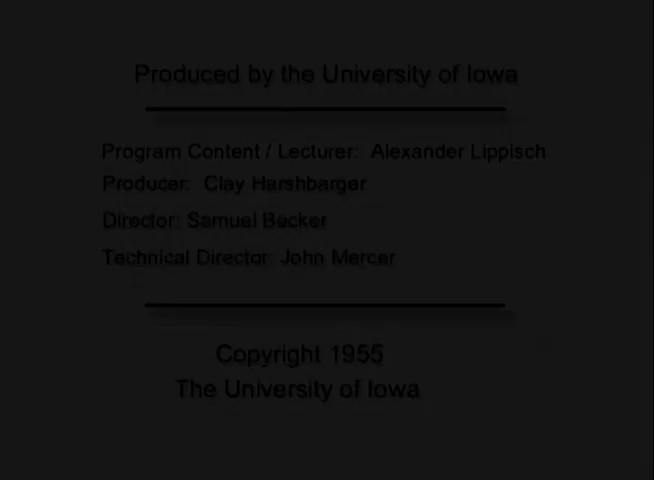 Produced by the University of Iowa
Program Content / Lecturer: Alexander Lippisch
Producer: Clay Harshbarger
Director: Samuel Becker
Technical Director: John Mercer
Copyright 1955
The University of Iowa